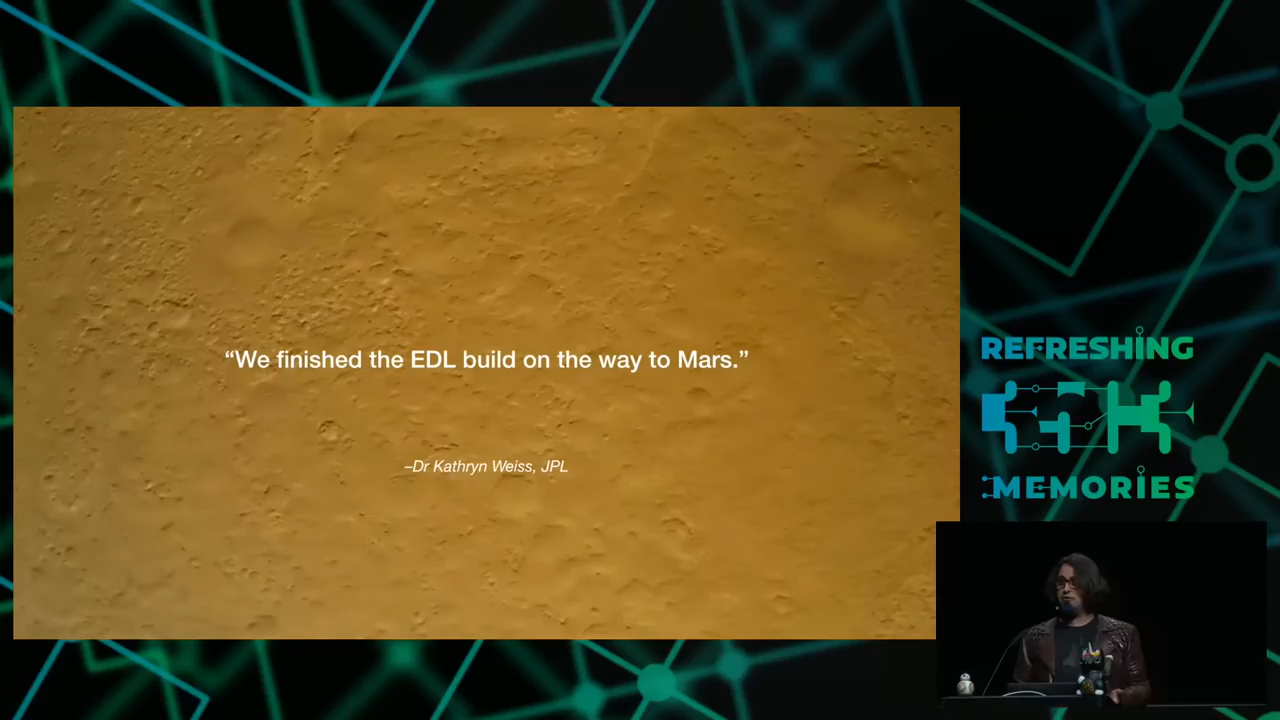 “We finished the EDL build on the way to Mars.”
–Dr Kathryn Weiss, JPL
REFRESHING
MEMORIES